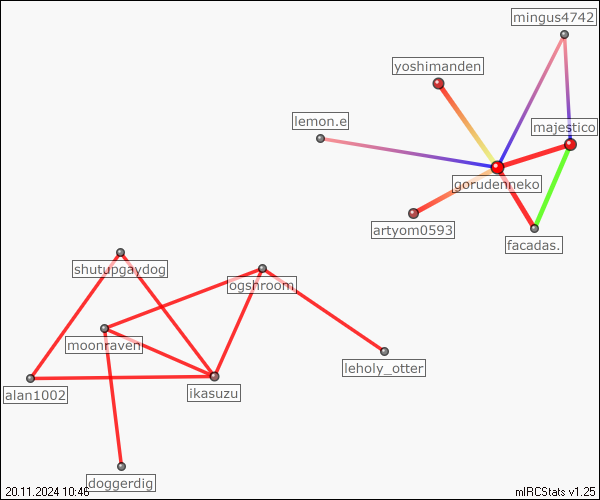 mingus4742
yoshimanden
lemon.e
majestico
gorudenneko
artyom0593
facadas.
shutupgaydog
ogshroom
moonraven
leholy_otter
alan1002
ikasuzu
doggerdig
20.11.2024 10:46
mIRCStats v1.25